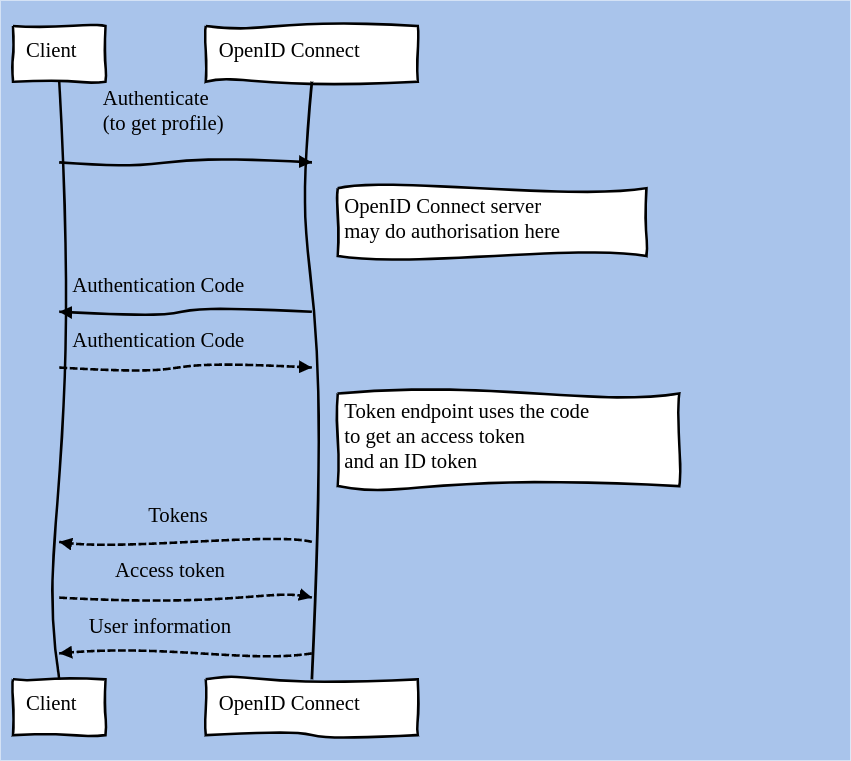 Client
OpenID Connect
Authenticate
(to get profile)
OpenID Connect server
may do authorisation here
Authentication Code
Authentication Code
Token endpoint uses the code
to get an access token
and an ID token
Tokens
Access token
User information
Client
OpenID Connect